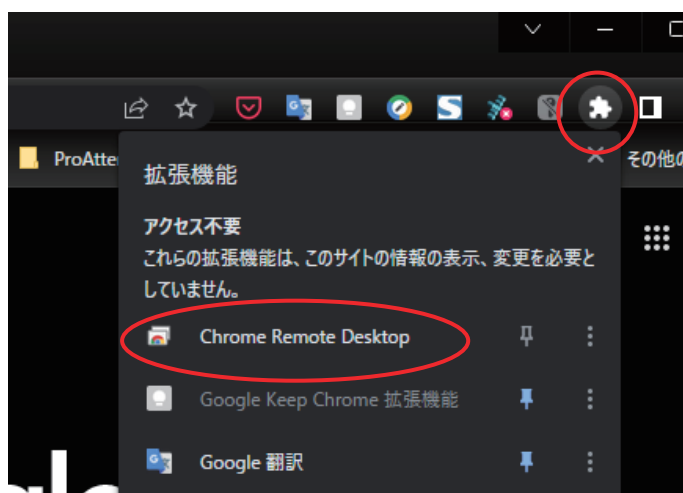 ProAtte
その他の
拡張機能
アクセス不要
これらの拡張機能は、このサイトの情報の表示、変更を必要と
していません。
Chrome Remote Desktop
Google Keep Chrome 拡張機能
Google 翻訳